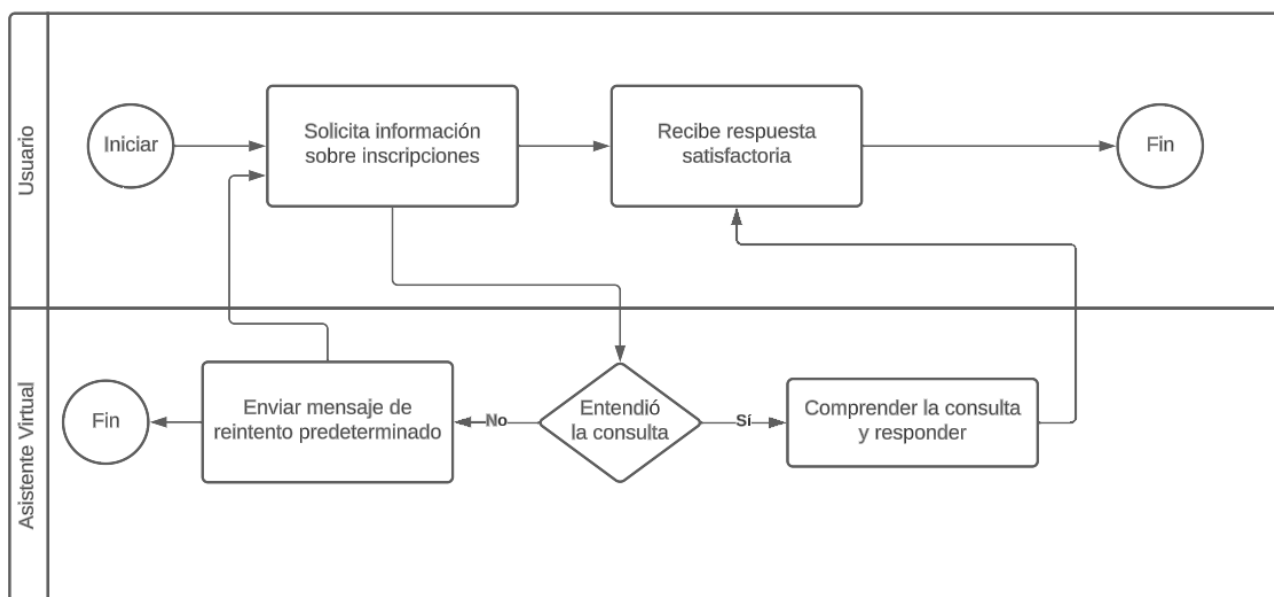 Usuario
Iniciar
Solicita información
sobre inscripciones
Recibe respuesta
satisfactoria
Fin
Asistente Virtual
Fin
Enviar mensaje de
reintento predeterminado
No
Entendió
la consulta
Sí
Comprender la consulta
y responder